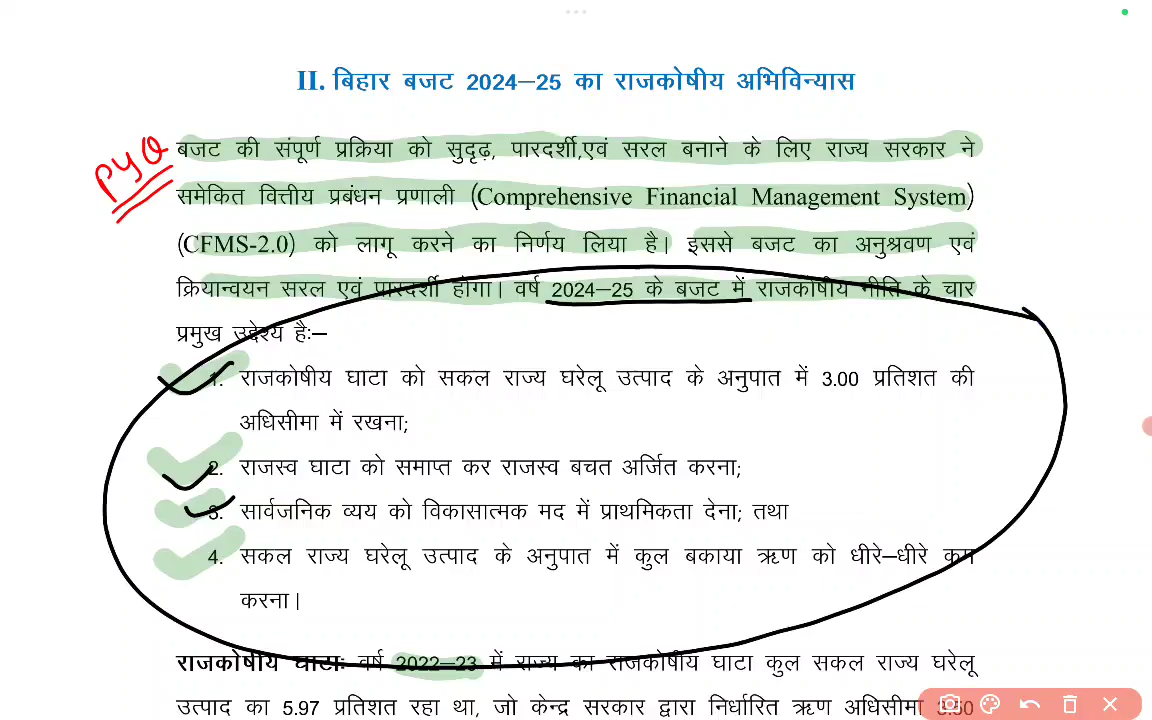 II. बिहार बजट 2024–25 का राजकोषीय अभिविन्यास
PYQ
बजट की संपूर्ण प्रक्रिया को सुदृढ़, पारदर्शी,एवं सरल बनाने के लिए राज्य सरकार ने
समेकित वित्तीय प्रबंधन प्रणाली (Comprehensive Financial Management System)
(CFMS-2.0) को लागू करने का निर्णय लिया है। इससे बजट का अनुश्रवण एवं
क्रियान्वयन सरल एवं पारदर्शी होगा। वर्ष 2024–25 के बजट में राजकोषीय नीति के चार
प्रमुख उद्देश्य है:–
1. राजकोषीय घाटा को सकल राज्य घरेलू उत्पाद के अनुपात में 3.00 प्रतिशत की
अधिसीमा में रखना;
2. राजस्व घाटा को समाप्त कर राजस्व बचत अर्जित करना;
3. सार्वजनिक व्यय को विकासात्मक मद में प्राथमिकता देना; तथा
4. सकल राज्य घरेलू उत्पाद के अनुपात में कुल बकाया ऋण को धीरे–धीरे कम
करना।
राजकोषीय घाटा: वर्ष 2022–23 में राज्य का राजकोषीय घाटा कुल सकल राज्य घरेलू
उत्पाद का 5.97 प्रतिशत रहा था, जो केन्द्र सरकार द्वारा निर्धारित ऋण अधिसीमा 3.50